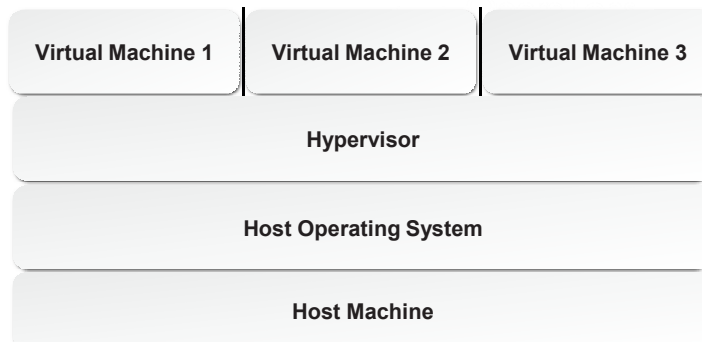 Virtual Machine 1
Virtual Machine 2
Virtual Machine 3
Hypervisor
Host Operating System
Host Machine